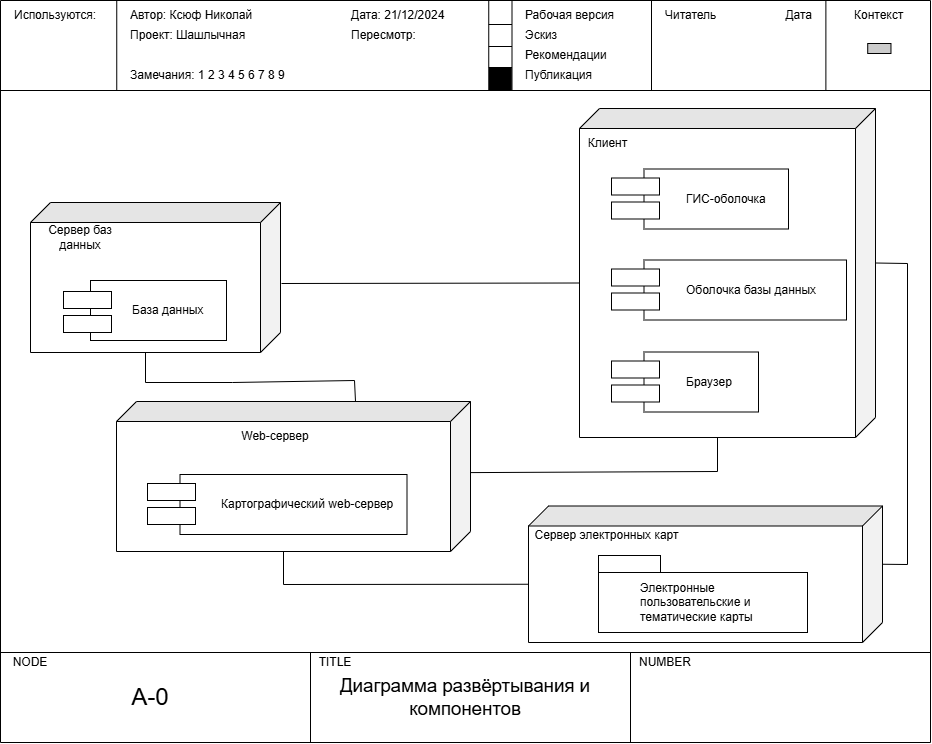 Используются:
Автор: Ксюф Николай
Дата: 21/12/2024
Рабочая версия
Читатель
Дата
Контекст
Проект: Шашлычная
Пересмотр:
Эскиз
Рекомендации
Замечания: 1 2 3 4 5 6 7 8 9
Публикация
Клиент
ГИС-оболочка
Оболочка базы данных
Браузер
Сервер баз
данных
База данных
Web-сервер
Картографический web-сервер
Сервер электронных карт
Электронные
пользовательские и
тематические карты
NODE
A-0
TITLE
Диаграмма развёртывания и
компонентов
NUMBER